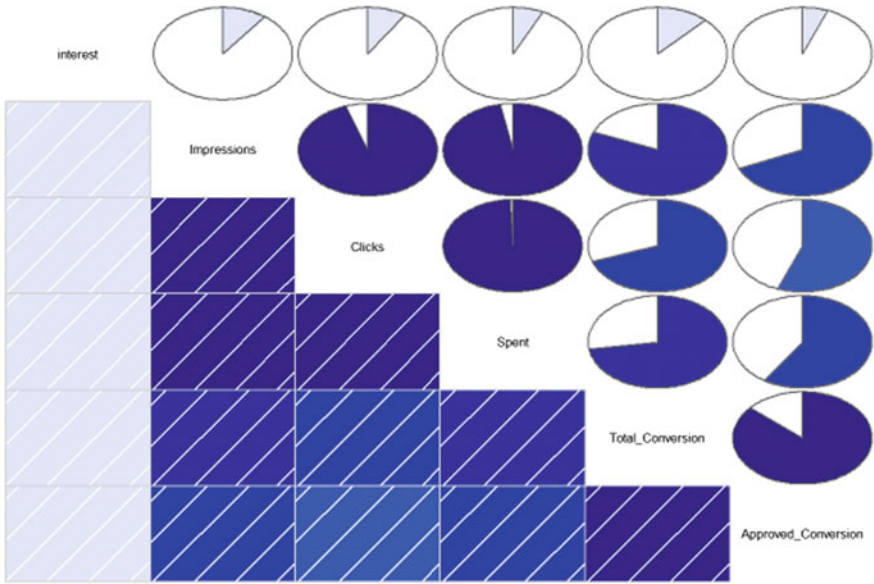 interest
Impressions
Clicks
Spent
Total_Conversion
Approved_Conversion